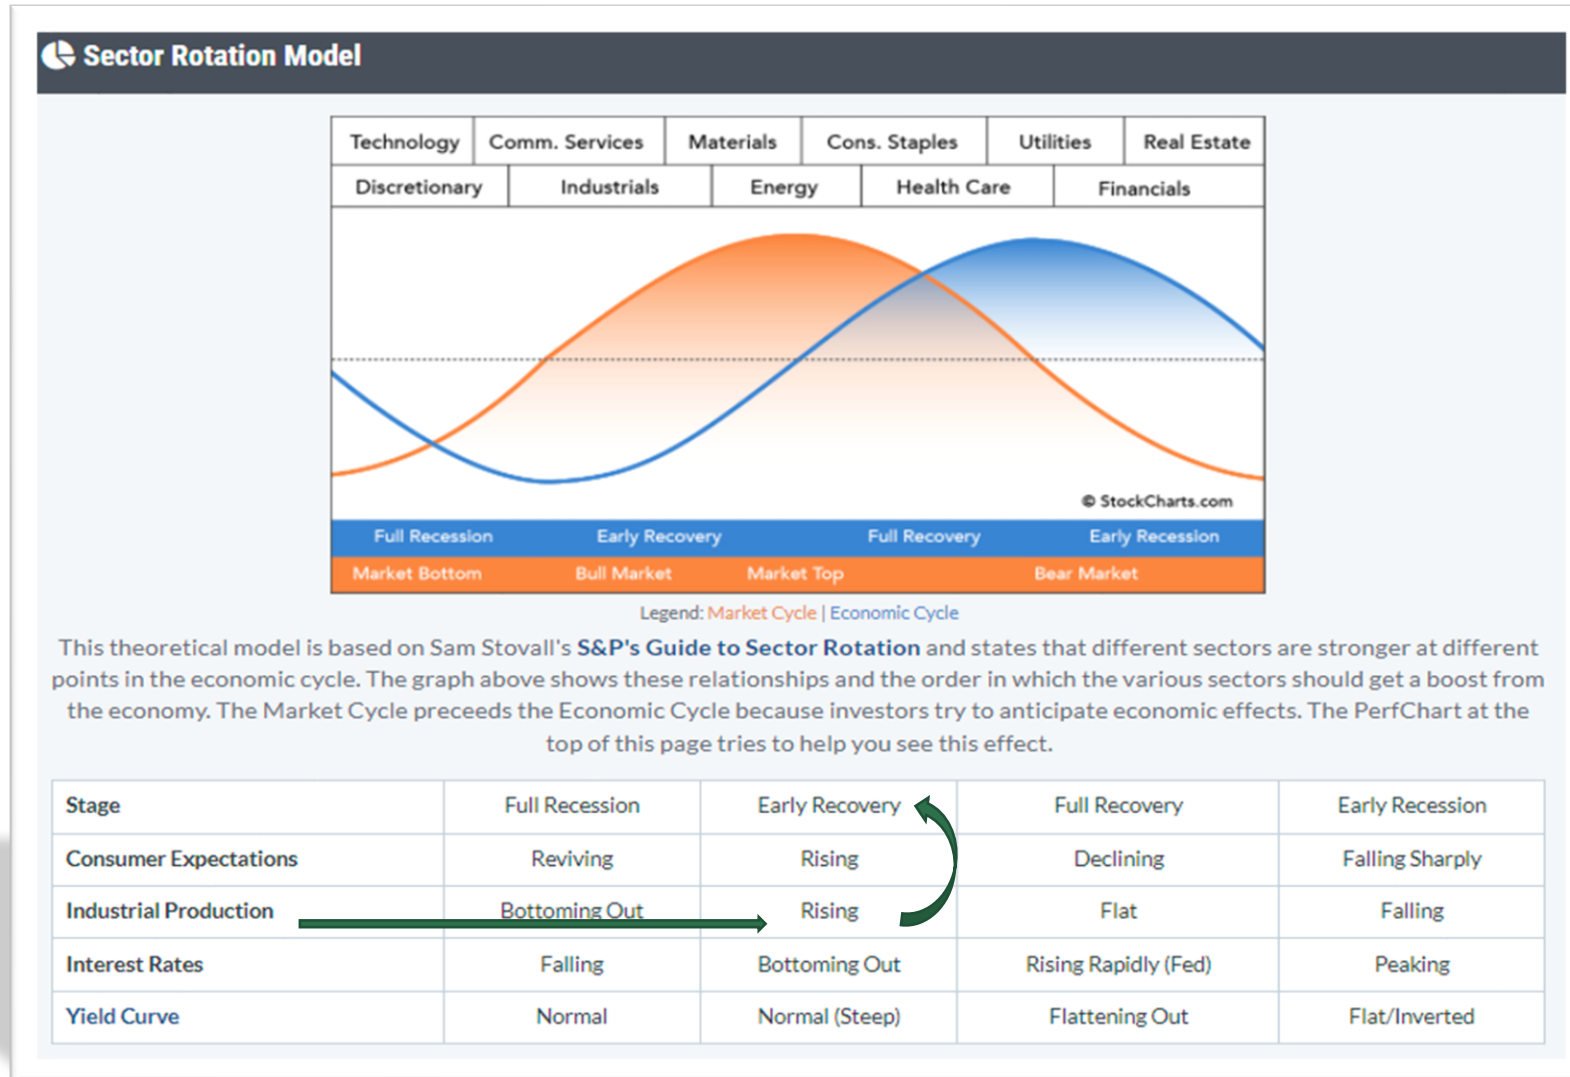 Sector Rotation Model
Technology Comm. Services Materials Cons. Staples Utilities Real Estate
Discretionary Industrials Energy Health Care Financials
© StockCharts.com
Full Recession Early Recovery Full Recovery Early Recession
Market Bottom Bull Market Market Top Bear Market
Legend: Market Cycle | Economic Cycle
This theoretical model is based on Sam Stovall's S&P's Guide to Sector Rotation and states that different sectors are stronger at different
points in the economic cycle. The graph above shows these relationships and the order in which the various sectors should get a boost from
the economy. The Market Cycle preceeds the Economic Cycle because investors try to anticipate economic effects. The PerfChart at the
top of this page tries to help you see this effect.
Stage Full Recession Early Recovery Full Recovery Early Recession
Consumer Expectations Reviving Rising Declining Falling Sharply
Industrial Production Bottoming Out Rising Flat Falling
Interest Rates Falling Bottoming Out Rising Rapidly (Fed) Peaking
Yield Curve Normal Normal (Steep) Flattening Out Flat/Inverted